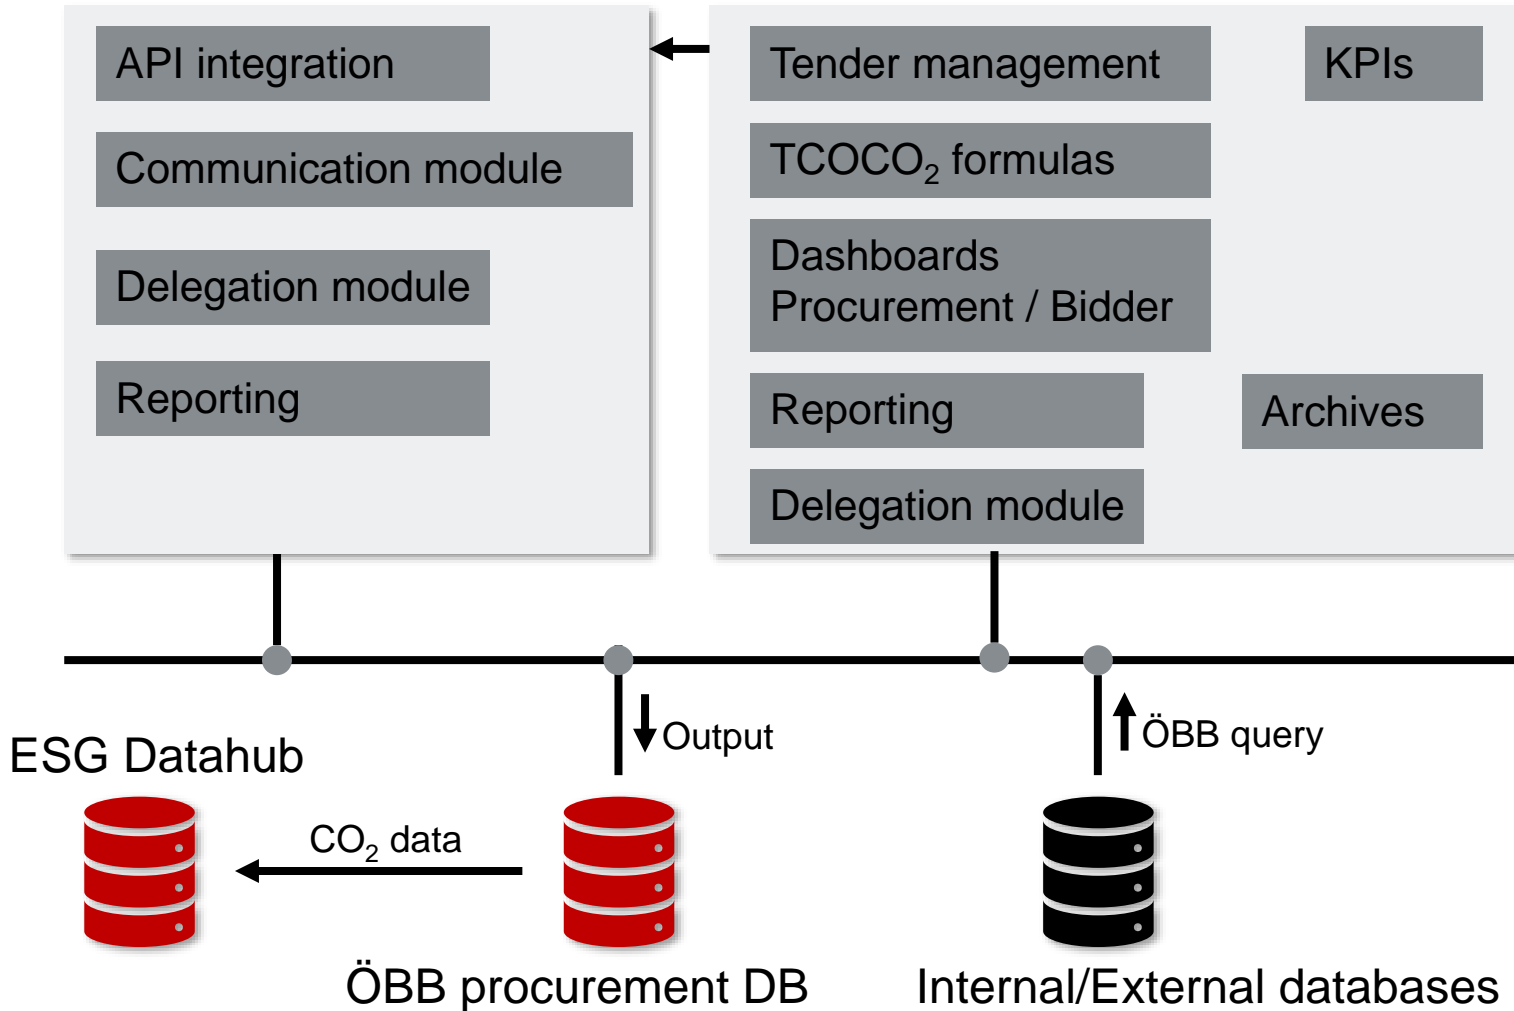 API integration
Communication module
Delegation module
Reporting
Tender management
KPIs
TCOCO₂ formulas
Dashboards
Procurement / Bidder
Reporting
Archives
Delegation module
Output
ÖBB query
ESG Datahub
CO₂ data
ÖBB procurement DB
Internal/External databases